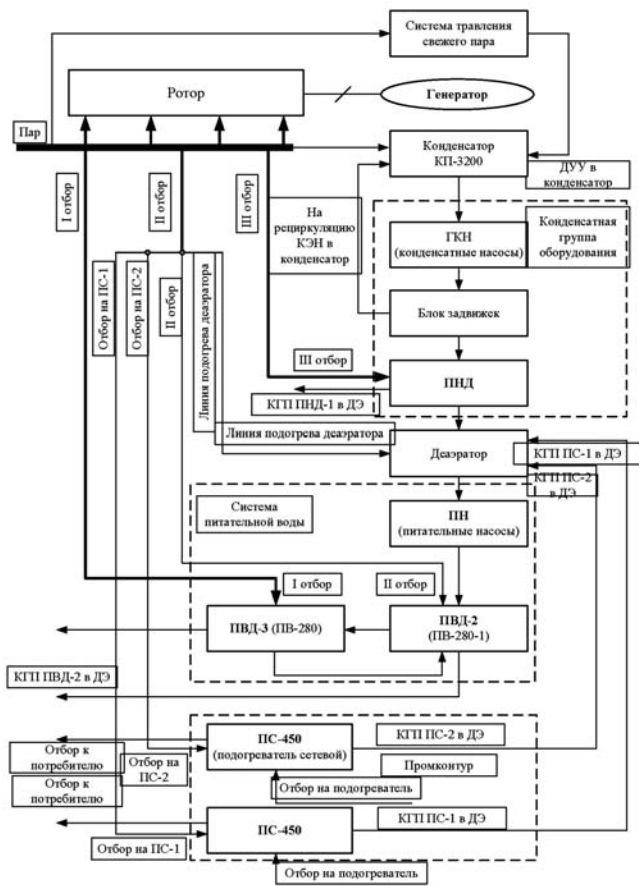 Система травления
свежего пара
Ротор
Генератор
Пар
Конденсатор
КП-3200
ДУУ в
конденсатор
I отбор
II отбор
III отбор
На
рециркуляцию
КЭН в
конденсатор
ГКН
(конденсатные насосы)
Конденсатная
группа
оборудования
Отбор на ПС-1
Отбор на ПС-2
II отбор
Линия подогрева деаэратора
Блок задвижек
III отбор
ПНД
КГП ПНД-1 в ДЭ
Линия подогрева деаэратора
Деаэратор
КГП ПС-1 в ДЭ
КГП ПС-2
в ДЭ
Система
питательной воды
ПН
(питательные насосы)
I отбор
II отбор
ПВД-3 (ПВ-280)
ПВД-2
(ПВ-280-1)
КГП ПВД-2 в ДЭ
ПС-450
(подогреватель сетевой)
КГП ПС-2 в ДЭ
Отбор к
потребителю
Отбор на
ПС-2
Промконтур
Отбор к
потребителю
Отбор на подогреватель
ПС-450
КГП ПС-1 в ДЭ
Отбор на ПС-1
Отбор на подогреватель